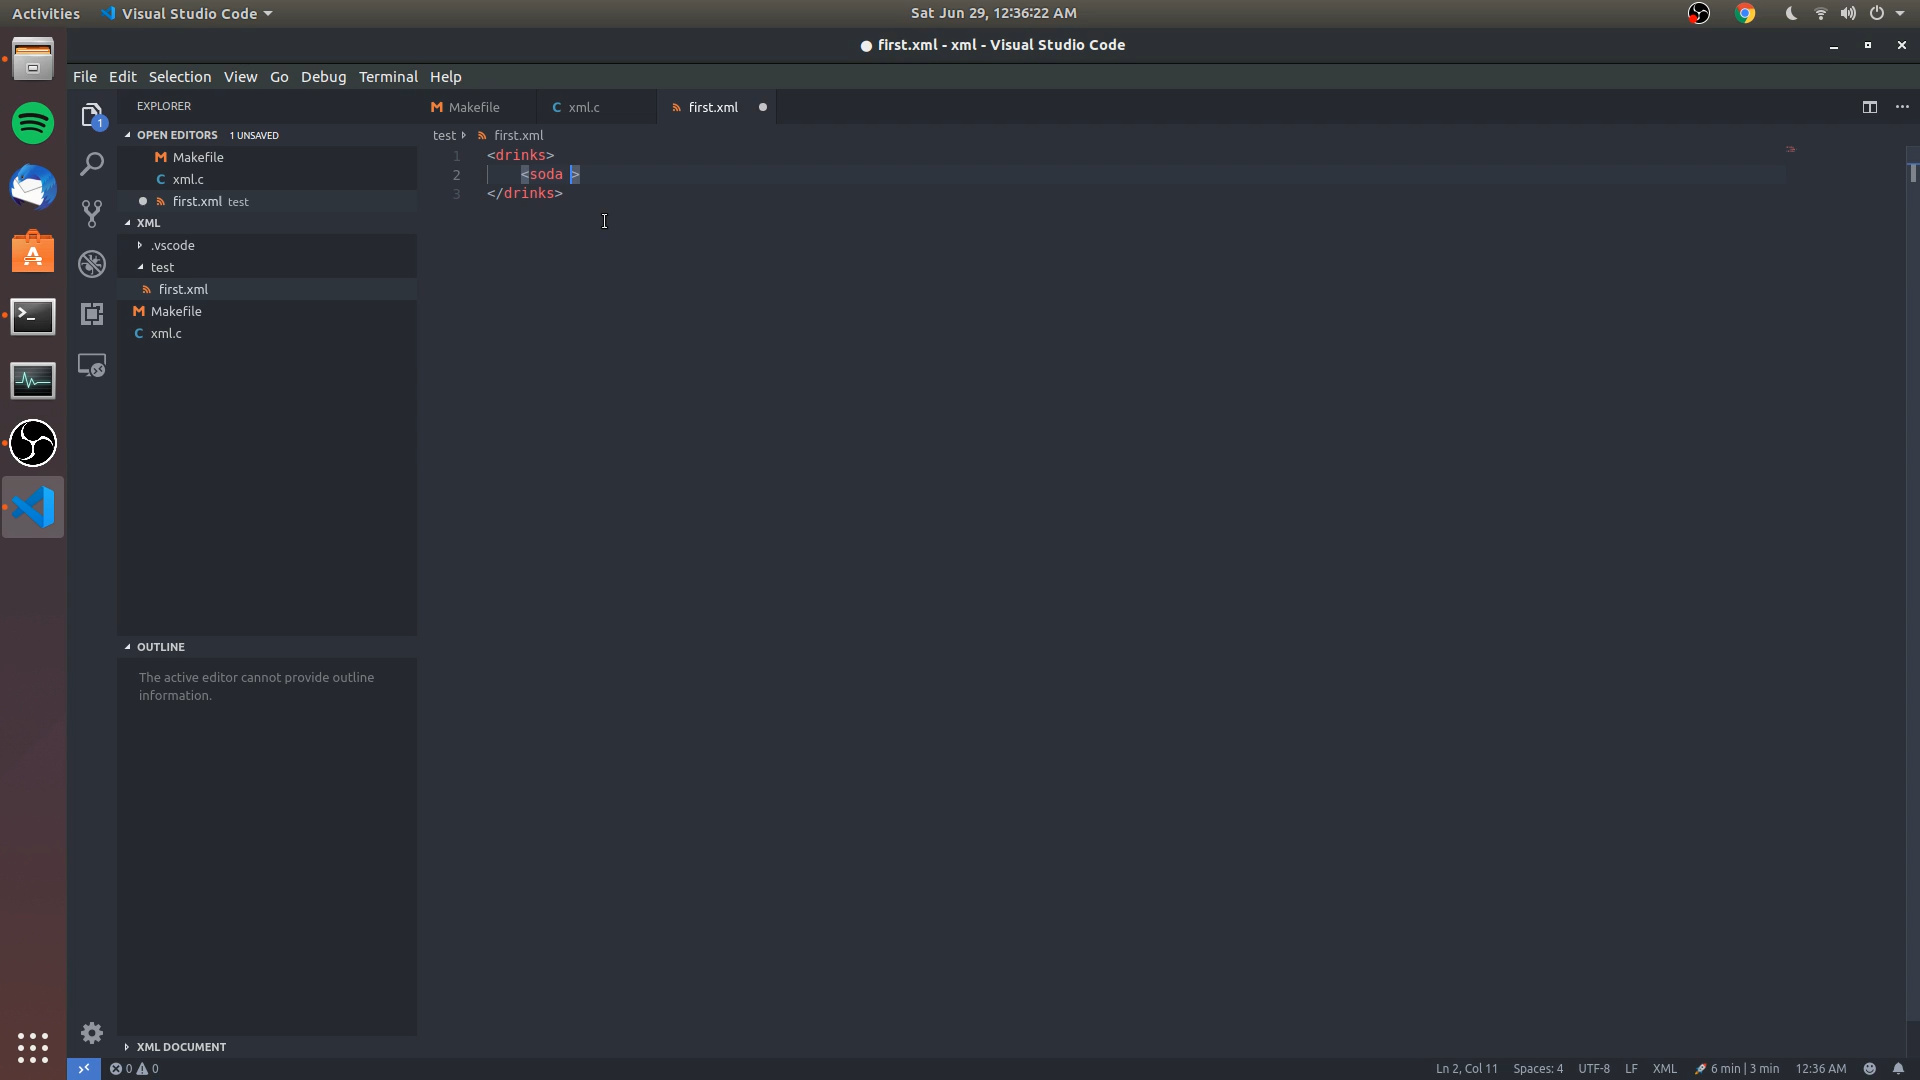 Activities Visual Studio Code Sat Jun 29, 12:36:22 AM
● first.xml - xml - Visual Studio Code
File Edit Selection View Go Debug Terminal Help
EXPLORER
M Makefile C xml.c first.xml
OPEN EDITORS 1 UNSAVED
test first.xml
1 <drinks>
2 <soda >
3 </drinks>
1
M Makefile
C xml.c
first.xml test
XML
.vscode
test
first.xml
M Makefile
C xml.c
OUTLINE
The active editor cannot provide outline
information.
XML DOCUMENT
0 0 Ln 2, Col 11 Spaces: 4 UTF-8 LF XML 6 min | 3 min 12:36 AM